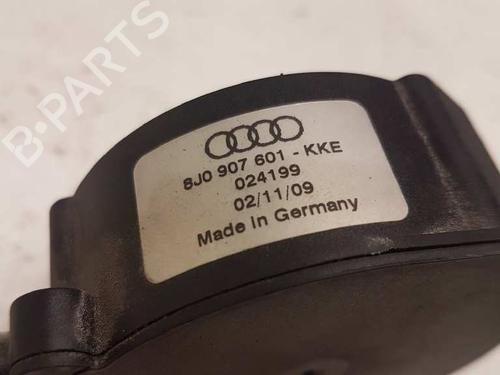 B-PARTS
8J0 907 601 - KKE
024199
02/11/09
Made in Germany